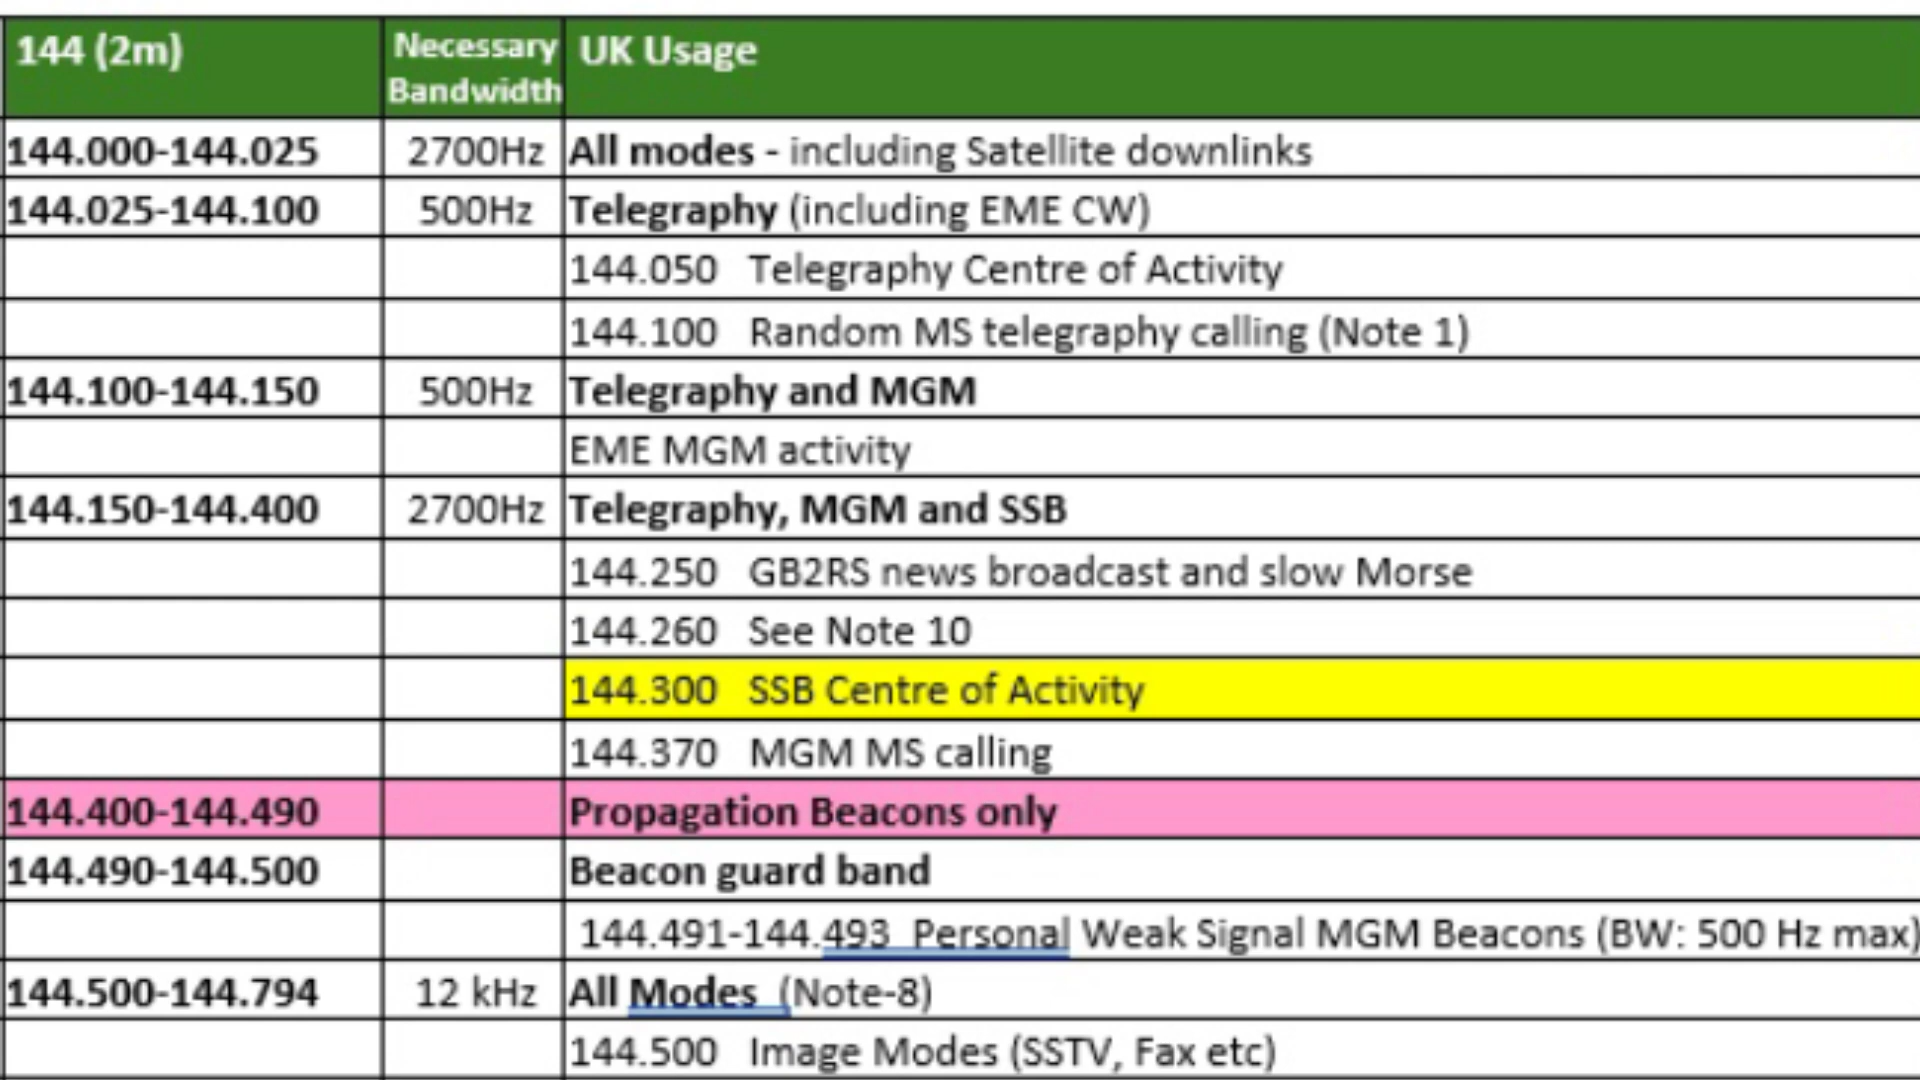 144 (2m) Necessary Bandwidth UK Usage
144.000-144.025 2700Hz All modes - including Satellite downlinks
144.025-144.100 500Hz Telegraphy (including EME CW)
144.050 Telegraphy Centre of Activity
144.100 Random MS telegraphy calling (Note 1)
144.100-144.150 500Hz Telegraphy and MGM
EME MGM activity
144.150-144.400 2700Hz Telegraphy, MGM and SSB
144.250 GB2RS news broadcast and slow Morse
144.260 See Note 10
144.300 SSB Centre of Activity
144.370 MGM MS calling
144.400-144.490 Propagation Beacons only
144.490-144.500 Beacon guard band
144.491-144.493 Personal Weak Signal MGM Beacons (BW: 500 Hz max)
144.500-144.794 12 kHz All Modes (Note-8)
144.500 Image Modes (SSTV, Fax etc)